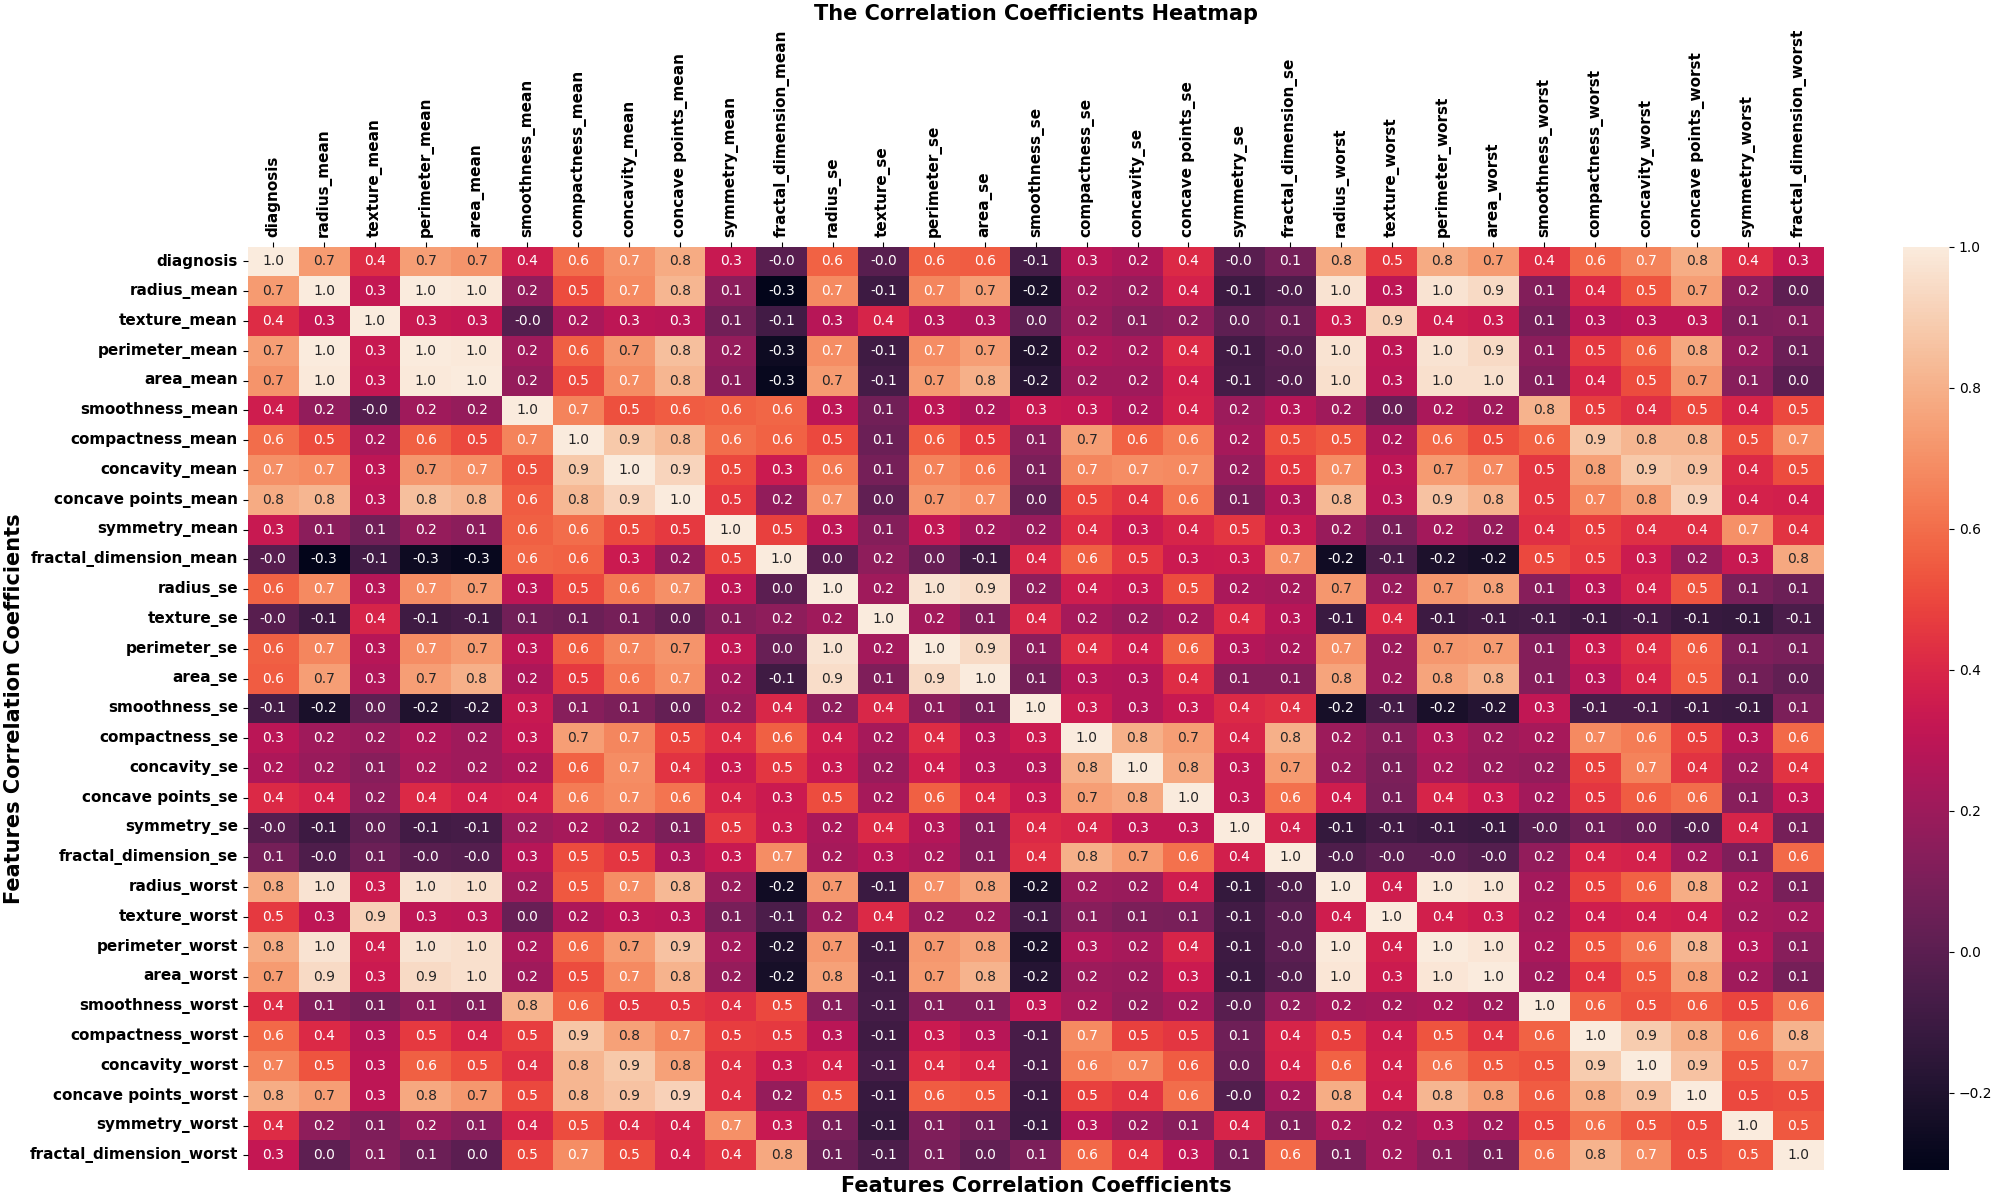 The Correlation Coefficients Heatmap
diagnosis radius_mean texture_mean perimeter_mean area_mean smoothness_mean compactness_mean concavity_mean concave points_mean symmetry_mean fractal_dimension_mean radius_se texture_se perimeter_se area_se smoothness_se compactness_se concavity_se concave points_se symmetry_se fractal_dimension_se radius_worst texture_worst perimeter_worst area_worst smoothness_worst compactness_worst concavity_worst concave points_worst symmetry_worst fractal_dimension_worst
diagnosis 1.0 0.7 0.4 0.7 0.7 0.4 0.6 0.7 0.8 0.3 -0.0 0.6 -0.0 0.6 0.6 -0.1 0.3 0.2 0.4 -0.0 0.1 0.8 0.5 0.8 0.7 0.4 0.6 0.7 0.8 0.4 0.3
radius_mean 0.7 1.0 0.3 1.0 1.0 0.2 0.5 0.7 0.8 0.1 -0.3 0.7 -0.1 0.7 0.7 -0.2 0.2 0.2 0.4 -0.1 -0.0 1.0 0.3 1.0 0.9 0.1 0.4 0.5 0.7 0.2 0.0
texture_mean 0.4 0.3 1.0 0.3 0.3 -0.0 0.2 0.3 0.3 0.1 -0.1 0.3 0.4 0.3 0.3 0.0 0.2 0.1 0.2 0.0 0.1 0.3 0.9 0.4 0.3 0.1 0.3 0.3 0.3 0.1 0.1
perimeter_mean 0.7 1.0 0.3 1.0 1.0 0.2 0.6 0.7 0.8 0.2 -0.3 0.7 -0.1 0.7 0.7 -0.2 0.2 0.2 0.4 -0.1 -0.0 1.0 0.3 1.0 0.9 0.1 0.5 0.6 0.8 0.2 0.1
area_mean 0.7 1.0 0.3 1.0 1.0 0.2 0.5 0.7 0.8 0.1 -0.3 0.7 -0.1 0.7 0.8 -0.2 0.2 0.2 0.4 -0.1 -0.0 1.0 0.3 1.0 1.0 0.1 0.4 0.5 0.7 0.1 0.0
smoothness_mean 0.4 0.2 -0.0 0.2 0.2 1.0 0.7 0.5 0.6 0.6 0.6 0.3 0.1 0.3 0.2 0.3 0.3 0.2 0.4 0.2 0.3 0.2 0.0 0.2 0.2 0.8 0.5 0.4 0.5 0.4 0.5
compactness_mean 0.6 0.5 0.2 0.6 0.5 0.7 1.0 0.9 0.8 0.6 0.6 0.5 0.1 0.6 0.5 0.1 0.7 0.6 0.6 0.2 0.5 0.5 0.2 0.6 0.5 0.6 0.9 0.8 0.8 0.5 0.7
concavity_mean 0.7 0.7 0.3 0.7 0.7 0.5 0.9 1.0 0.9 0.5 0.3 0.6 0.1 0.7 0.6 0.1 0.7 0.7 0.7 0.2 0.5 0.7 0.3 0.7 0.7 0.5 0.8 0.9 0.9 0.4 0.5
concave points_mean 0.8 0.8 0.3 0.8 0.8 0.6 0.8 0.9 1.0 0.5 0.2 0.7 0.0 0.7 0.7 0.0 0.5 0.4 0.6 0.1 0.3 0.8 0.3 0.9 0.8 0.5 0.7 0.8 0.9 0.4 0.4
symmetry_mean 0.3 0.1 0.1 0.2 0.1 0.6 0.6 0.5 0.5 1.0 0.5 0.3 0.1 0.3 0.2 0.2 0.4 0.3 0.4 0.5 0.3 0.2 0.1 0.2 0.2 0.4 0.5 0.4 0.4 0.7 0.4
fractal_dimension_mean -0.0 -0.3 -0.1 -0.3 -0.3 0.6 0.6 0.3 0.2 0.5 1.0 0.0 0.2 0.0 -0.1 0.4 0.6 0.5 0.3 0.3 0.7 -0.2 -0.1 -0.2 -0.2 0.5 0.5 0.3 0.2 0.3 0.8
radius_se 0.6 0.7 0.3 0.7 0.7 0.3 0.5 0.6 0.7 0.3 0.0 1.0 0.2 1.0 0.9 0.2 0.4 0.3 0.5 0.2 0.2 0.7 0.2 0.7 0.8 0.1 0.3 0.4 0.5 0.1 0.1
texture_se -0.0 -0.1 0.4 -0.1 -0.1 0.1 0.1 0.1 0.0 0.1 0.2 0.2 1.0 0.2 0.1 0.4 0.2 0.2 0.2 0.4 0.3 -0.1 0.4 -0.1 -0.1 -0.1 -0.1 -0.1 -0.1 -0.1 -0.1
perimeter_se 0.6 0.7 0.3 0.7 0.7 0.3 0.6 0.7 0.7 0.3 0.0 1.0 0.2 1.0 0.9 0.1 0.4 0.4 0.6 0.3 0.2 0.7 0.2 0.7 0.7 0.1 0.3 0.4 0.6 0.1 0.1
area_se 0.6 0.7 0.3 0.7 0.8 0.2 0.5 0.6 0.7 0.2 -0.1 0.9 0.1 0.9 1.0 0.1 0.3 0.3 0.4 0.1 0.1 0.8 0.2 0.8 0.8 0.1 0.3 0.4 0.5 0.1 0.0
smoothness_se -0.1 -0.2 0.0 -0.2 -0.2 0.3 0.1 0.1 0.0 0.2 0.4 0.2 0.4 0.1 0.1 1.0 0.3 0.3 0.3 0.4 0.4 -0.2 -0.1 -0.2 -0.2 0.3 -0.1 -0.1 -0.1 -0.1 0.1
compactness_se 0.3 0.2 0.2 0.2 0.2 0.3 0.7 0.7 0.5 0.4 0.6 0.4 0.2 0.4 0.3 0.3 1.0 0.8 0.7 0.4 0.8 0.2 0.1 0.3 0.2 0.2 0.7 0.6 0.5 0.3 0.6
concavity_se 0.2 0.2 0.1 0.2 0.2 0.2 0.6 0.7 0.4 0.3 0.5 0.3 0.2 0.4 0.3 0.3 0.8 1.0 0.8 0.3 0.7 0.2 0.1 0.2 0.2 0.2 0.5 0.7 0.4 0.2 0.4
concave points_se 0.4 0.4 0.2 0.4 0.4 0.4 0.6 0.7 0.6 0.4 0.3 0.5 0.2 0.6 0.4 0.3 0.7 0.8 1.0 0.3 0.6 0.4 0.1 0.4 0.3 0.2 0.5 0.6 0.6 0.1 0.3
symmetry_se -0.0 -0.1 0.0 -0.1 -0.1 0.2 0.2 0.2 0.1 0.5 0.3 0.2 0.4 0.3 0.1 0.4 0.4 0.3 0.3 1.0 0.4 -0.1 -0.1 -0.1 -0.1 -0.0 0.1 0.0 -0.0 0.4 0.1
fractal_dimension_se 0.1 -0.0 0.1 -0.0 -0.0 0.3 0.5 0.5 0.3 0.3 0.7 0.2 0.3 0.2 0.1 0.4 0.8 0.7 0.6 0.4 1.0 -0.0 -0.0 -0.0 -0.0 0.2 0.4 0.4 0.2 0.1 0.6
radius_worst 0.8 1.0 0.3 1.0 1.0 0.2 0.5 0.7 0.8 0.2 -0.2 0.7 -0.1 0.7 0.8 -0.2 0.2 0.2 0.4 -0.1 -0.0 1.0 0.4 1.0 1.0 0.2 0.5 0.6 0.8 0.2 0.1
texture_worst 0.5 0.3 0.9 0.3 0.3 0.0 0.2 0.3 0.3 0.1 -0.1 0.2 0.4 0.2 0.2 -0.1 0.1 0.1 0.1 -0.1 -0.0 0.4 1.0 0.4 0.3 0.2 0.4 0.4 0.4 0.2 0.2
perimeter_worst 0.8 1.0 0.4 1.0 1.0 0.2 0.6 0.7 0.9 0.2 -0.2 0.7 -0.1 0.7 0.8 -0.2 0.3 0.2 0.4 -0.1 -0.0 1.0 0.4 1.0 1.0 0.2 0.5 0.6 0.8 0.3 0.1
area_worst 0.7 0.9 0.3 0.9 1.0 0.2 0.5 0.7 0.8 0.2 -0.2 0.8 -0.1 0.7 0.8 -0.2 0.2 0.2 0.3 -0.1 -0.0 1.0 0.3 1.0 1.0 0.2 0.4 0.5 0.8 0.2 0.1
smoothness_worst 0.4 0.1 0.1 0.1 0.1 0.8 0.6 0.5 0.5 0.4 0.5 0.1 -0.1 0.1 0.1 0.3 0.2 0.2 0.2 -0.0 0.2 0.2 0.2 0.2 0.2 1.0 0.6 0.5 0.6 0.5 0.6
compactness_worst 0.6 0.4 0.3 0.5 0.4 0.5 0.9 0.8 0.7 0.5 0.5 0.3 -0.1 0.3 0.3 -0.1 0.7 0.5 0.5 0.1 0.4 0.5 0.4 0.5 0.4 0.6 1.0 0.9 0.8 0.6 0.8
concavity_worst 0.7 0.5 0.3 0.6 0.5 0.4 0.8 0.9 0.8 0.4 0.3 0.4 -0.1 0.4 0.4 -0.1 0.6 0.7 0.6 0.0 0.4 0.6 0.4 0.6 0.5 0.5 0.9 1.0 0.9 0.5 0.7
concave points_worst 0.8 0.7 0.3 0.8 0.7 0.5 0.8 0.9 0.9 0.4 0.2 0.5 -0.1 0.6 0.5 -0.1 0.5 0.4 0.6 -0.0 0.2 0.8 0.4 0.8 0.8 0.6 0.8 0.9 1.0 0.5 0.5
symmetry_worst 0.4 0.2 0.1 0.2 0.1 0.4 0.5 0.4 0.4 0.7 0.3 0.1 -0.1 0.1 0.1 -0.1 0.3 0.2 0.1 0.4 0.1 0.2 0.2 0.3 0.2 0.5 0.6 0.5 0.5 1.0 0.5
fractal_dimension_worst 0.3 0.0 0.1 0.1 0.0 0.5 0.7 0.5 0.4 0.4 0.8 0.1 -0.1 0.1 0.0 0.1 0.6 0.4 0.3 0.1 0.6 0.1 0.2 0.1 0.1 0.6 0.8 0.7 0.5 0.5 1.0
Features Correlation Coefficients
Features Correlation Coefficients
1.0
0.8
0.6
0.4
0.2
0.0
−0.2